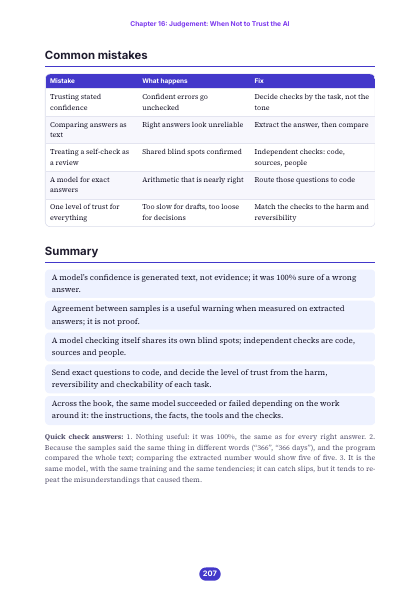 Chapter 16: Judgement: When Not to Trust the AI
Common mistakes
Mistake What happens Fix
Trusting stated confidence Confident errors go unchecked Decide checks by the task, not the tone
Comparing answers as text Right answers look unreliable Extract the answer, then compare
Treating a self-check as a review Shared blind spots confirmed Independent checks: code, sources, people
A model for exact answers Arithmetic that is nearly right Route those questions to code
One level of trust for everything Too slow for drafts, too loose for decisions Match the checks to the harm and reversibility
Summary
A model's confidence is generated text, not evidence; it was 100% sure of a wrong
answer.
Agreement between samples is a useful warning when measured on extracted
answers; it is not proof.
A model checking itself shares its own blind spots; independent checks are code,
sources and people.
Send exact questions to code, and decide the level of trust from the harm,
reversibility and checkability of each task.
Across the book, the same model succeeded or failed depending on the work
around it: the instructions, the facts, the tools and the checks.
Quick check answers: 1. Nothing useful: it was 100%, the same as for every right answer. 2.
Because the samples said the same thing in different words ("366", "366 days"), and the program
compared the whole text; comparing the extracted number would show five of five. 3. It is the
same model, with the same training and the same tendencies; it can catch slips, but it tends to re-
peat the misunderstandings that caused them.
207